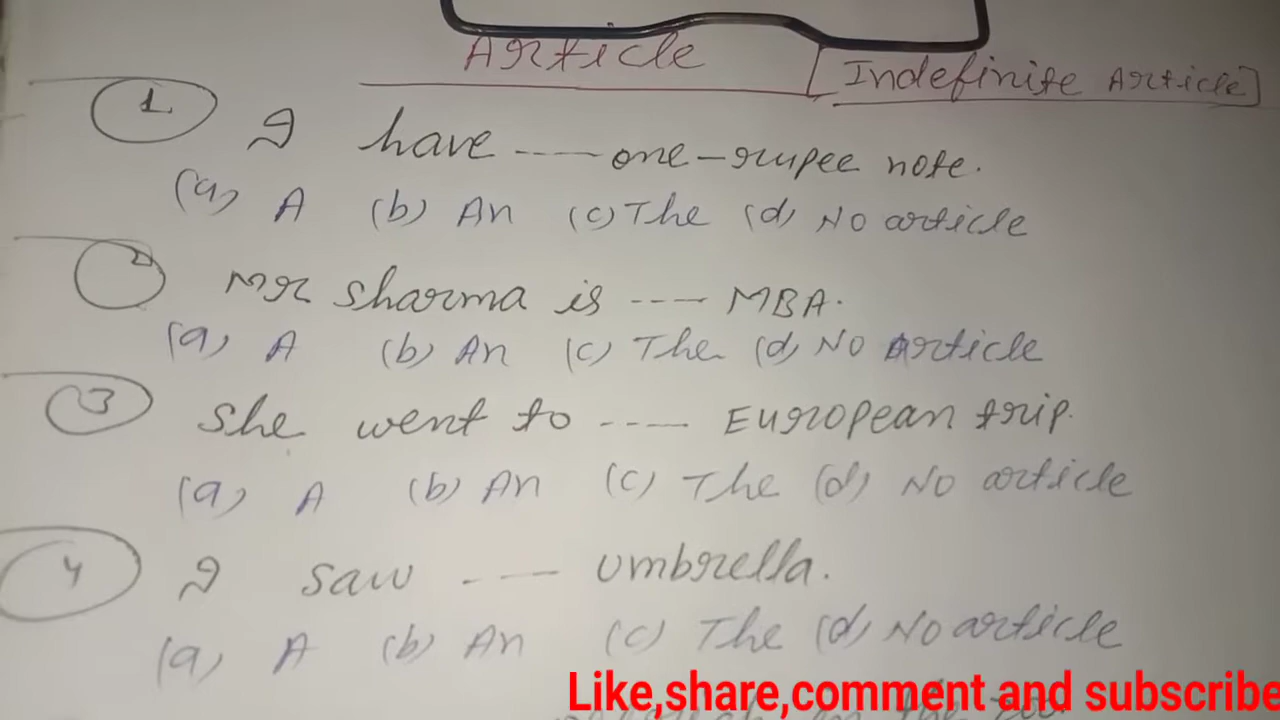 Article [Indefinite Article]
1 I have ---- one-rupee note.
(a) A (b) An (c) The (d) No article
2 Mr Sharma is ---- MBA.
(a) A (b) An (c) The (d) No Article
3 She went to ---- European trip.
(a) A (b) An (c) The (d) No article
4 I saw ---- umbrella.
(a) A (b) An (c) The (d) No article
Like,share,comment and subscribe